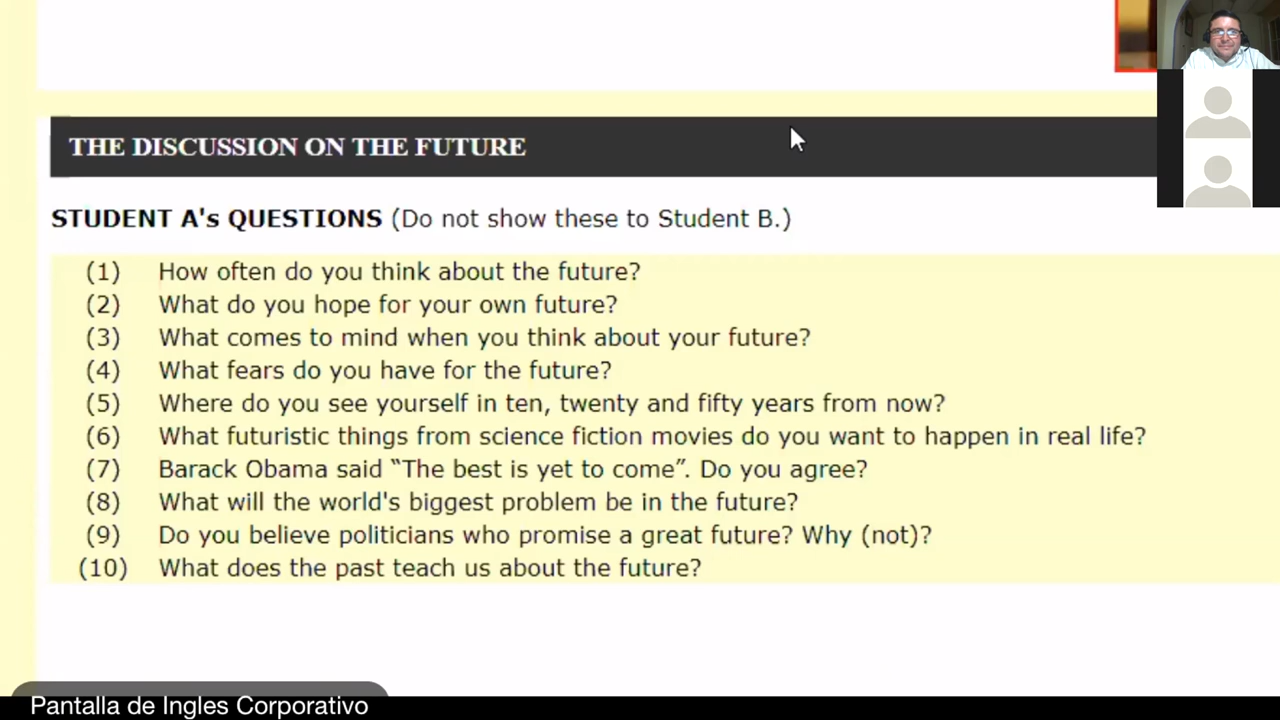 THE DISCUSSION ON THE FUTURE
STUDENT A's QUESTIONS (Do not show these to Student B.)
(1) How often do you think about the future?
(2) What do you hope for your own future?
(3) What comes to mind when you think about your future?
(4) What fears do you have for the future?
(5) Where do you see yourself in ten, twenty and fifty years from now?
(6) What futuristic things from science fiction movies do you want to happen in real life?
(7) Barack Obama said “The best is yet to come”. Do you agree?
(8) What will the world's biggest problem be in the future?
(9) Do you believe politicians who promise a great future? Why (not)?
(10) What does the past teach us about the future?
Pantalla de Ingles Corporativo